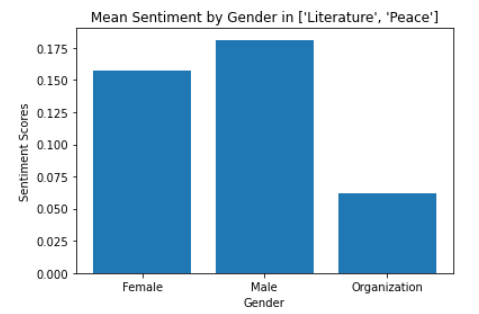 Mean Sentiment by Gender in ['Literature', 'Peace']
0.175
0.150
0.125
0.100
0.075
0.050
0.025
0.000
Sentiment Scores
Female Male Organization
Gender